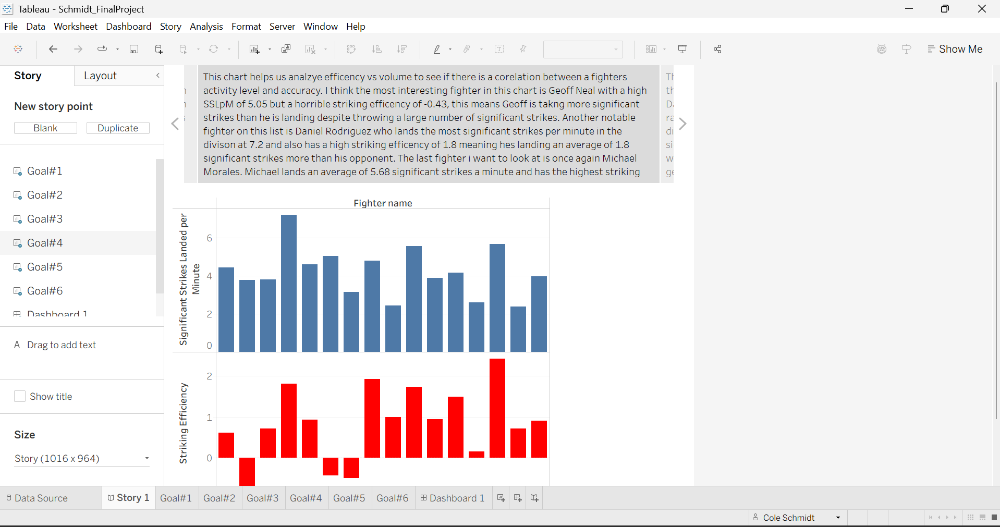 Tableau - Schmidt_FinalProject
File Data Worksheet Dashboard Story Analysis Format Server Window Help
Show Me
Story Layout
New story point
Blank Duplicate
Goal#1
Goal#2
Goal#3
Goal#4
Goal#5
Goal#6
Dashboard 1
A Drag to add text
Show title
Size
Story (1016 x 964)
This chart helps us analzye efficency vs volume to see if there is a corelation between a fighters
activity level and accuracy. I think the most interesting fighter in this chart is Geoff Neal with a high
SSLpM of 5.05 but a horrible striking efficency of -0.43, this means Geoff is takng more significant
strikes than he is landing despite throwing a large number of significant strikes. Another notable
fighter on this list is Daniel Rodriguez who lands the most significant strikes per minute in the
divison at 7.2 and also has a high striking efficency of 1.8 meaning hes landing an average of 1.8
significant strikes more than his opponent. The last fighter i want to look at is once again Michael
Morales. Michael lands an average of 5.68 significant strikes a minute and has the highest striking
Fighter name
Significant Strikes Landed per
Minute
6
4
2
0
Striking Efficiency
2
1
0
Data Source Story 1 Goal#1 Goal#2 Goal#3 Goal#4 Goal#5 Goal#6 Dashboard 1
Cole Schmidt